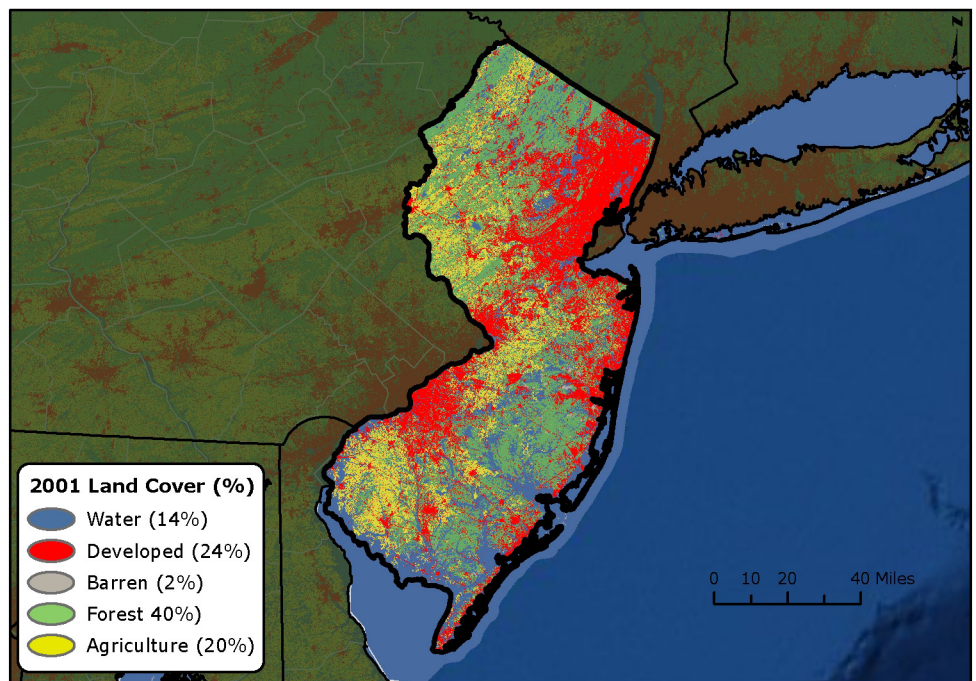 N
2001 Land Cover (%)
Water (14%)
Developed (24%)
Barren (2%)
Forest 40%)
Agriculture (20%)
0 10 20 40 Miles